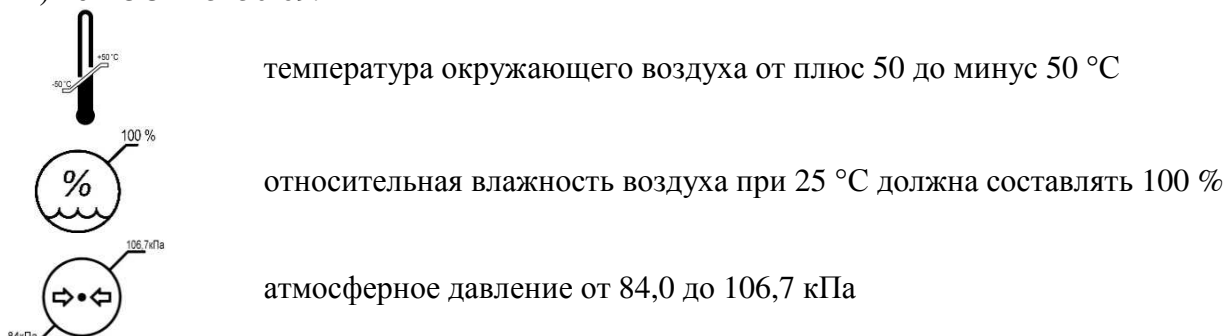 +50 °C
-50 °C
температура окружающего воздуха от плюс 50 до минус 50 °С
100 %
%
относительная влажность воздуха при 25 °С должна составлять 100 %
106,7кПа
атмосферное давление от 84,0 до 106,7 кПа
84кПа